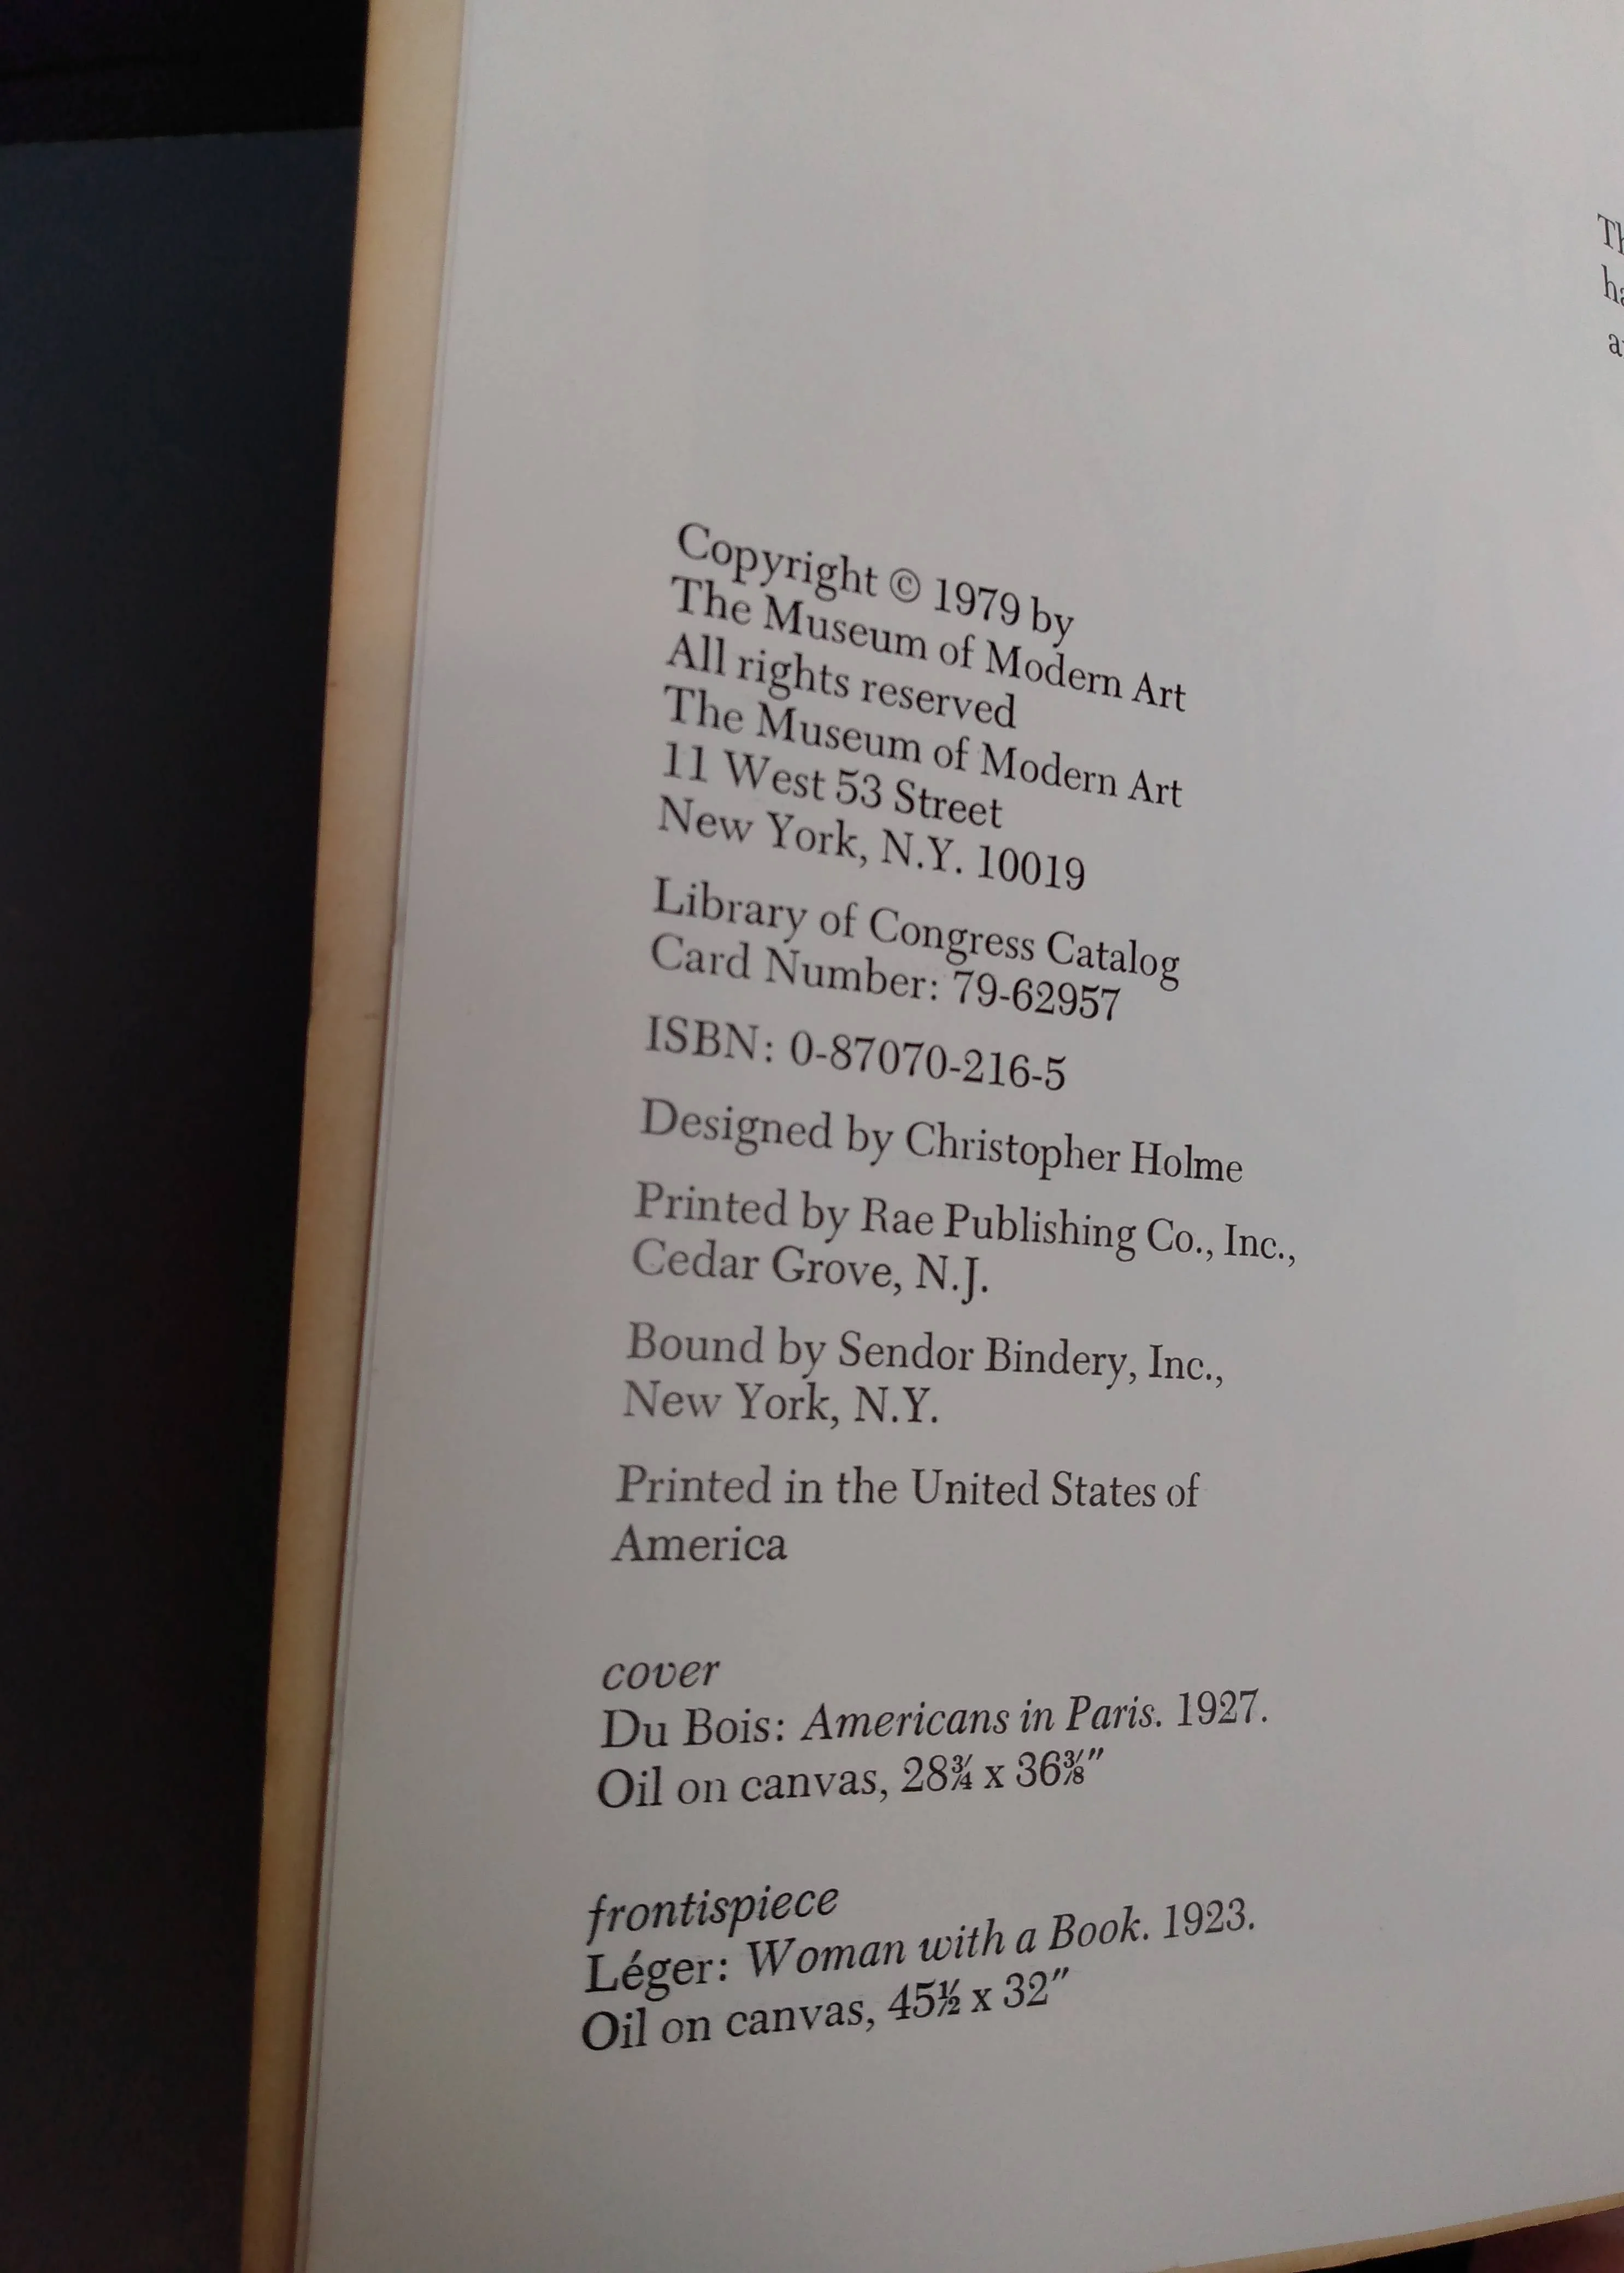 Copyright © 1979 by
The Museum of Modern Art
All rights reserved
The Museum of Modern Art
11 West 53 Street
New York, N.Y. 10019
Library of Congress Catalog
Card Number: 79-62957
ISBN: 0-87070-216-5
Designed by Christopher Holme
Printed by Rae Publishing Co., Inc.,
Cedar Grove, N.J.
Bound by Sendor Bindery, Inc.,
New York, N.Y.
Printed in the United States of
America
cover
Du Bois: Americans in Paris. 1927.
Oil on canvas, 28¾ x 36⅜″
frontispiece
Léger: Woman with a Book. 1923.
Oil on canvas, 45½ x 32″